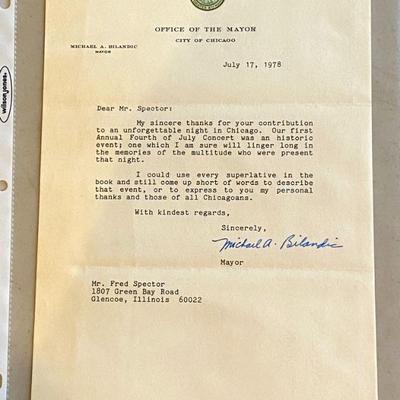 OFFICE OF THE MAYOR
CITY OF CHICAGO
MICHAEL A. BILANDIC
MAYOR
July 17, 1978
Dear Mr. Spector:
My sincere thanks for your contribution
to an unforgettable night in Chicago. Our first
Annual Fourth of July Concert was an historic
event; one which I am sure will linger long in
the memories of the multitude who were present
that night.
I could use every superlative in the
book and still come up short of words to describe
that event, or to express to you my personal
thanks and those of all Chicagoans.
With kindest regards,
Sincerely,
Michael A. Bilandic
Mayor
Mr. Fred Spector
1807 Green Bay Road
Glencoe, Illinois 60022
wilson jones